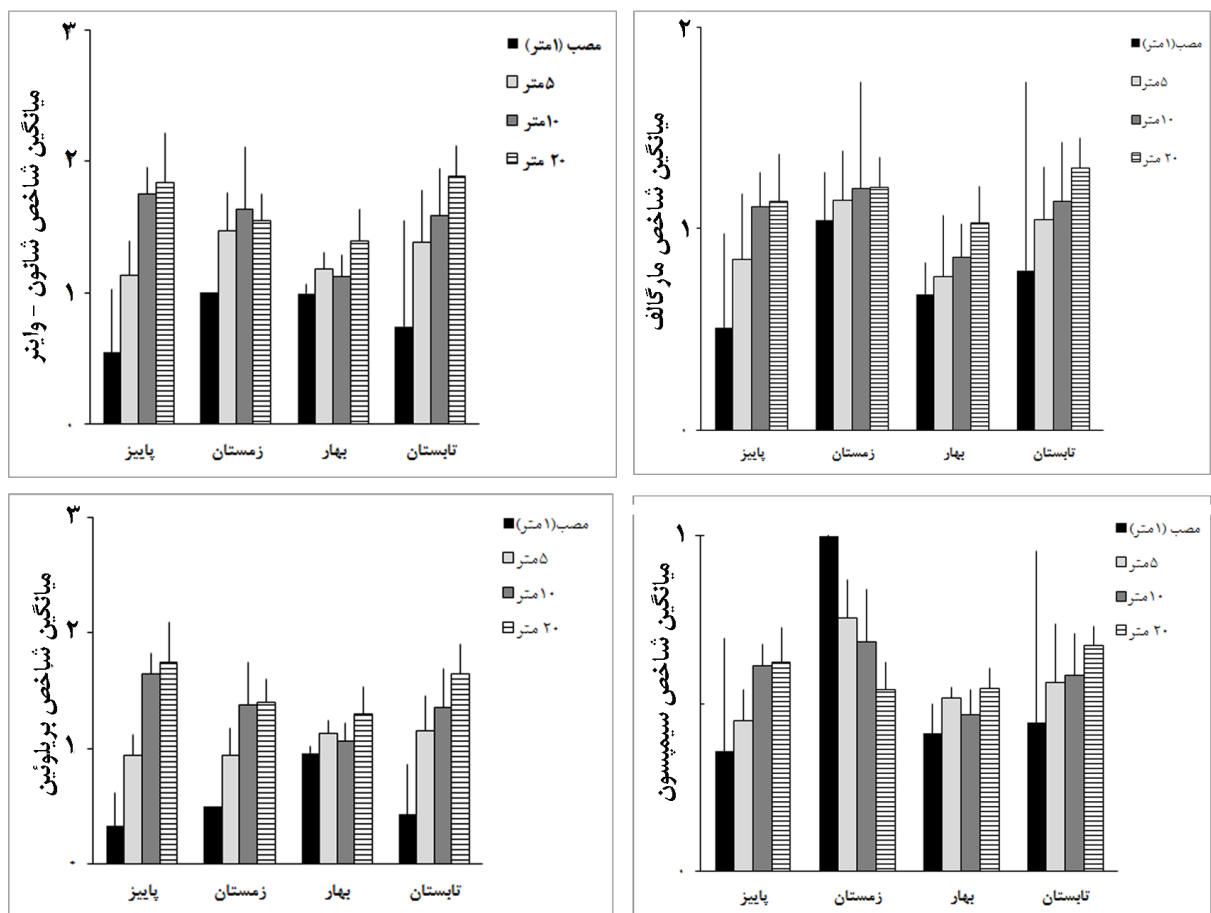 میانگین شاخص شانون - واینر
۳
۲
۱
۰
مصب (۱متر)
۵متر
۱۰متر
۲۰ متر
پاییز
زمستان
بهار
تابستان
میانگین شاخص مارگالف
۲
۱
۰
مصب(۱متر)
۵متر
۱۰متر
۲۰ متر
پاییز
زمستان
بهار
تابستان
میانگین شاخص بریلوئین
۳
۲
۱
۰
مصب(۱متر)
۵متر
۱۰متر
۲۰ متر
پاییز
زمستان
بهار
تابستان
میانگین شاخص سیمپسون
۱
۰
مصب (۱متر)
۵متر
۱۰متر
۲۰ متر
پاییز
زمستان
بهار
تابستان